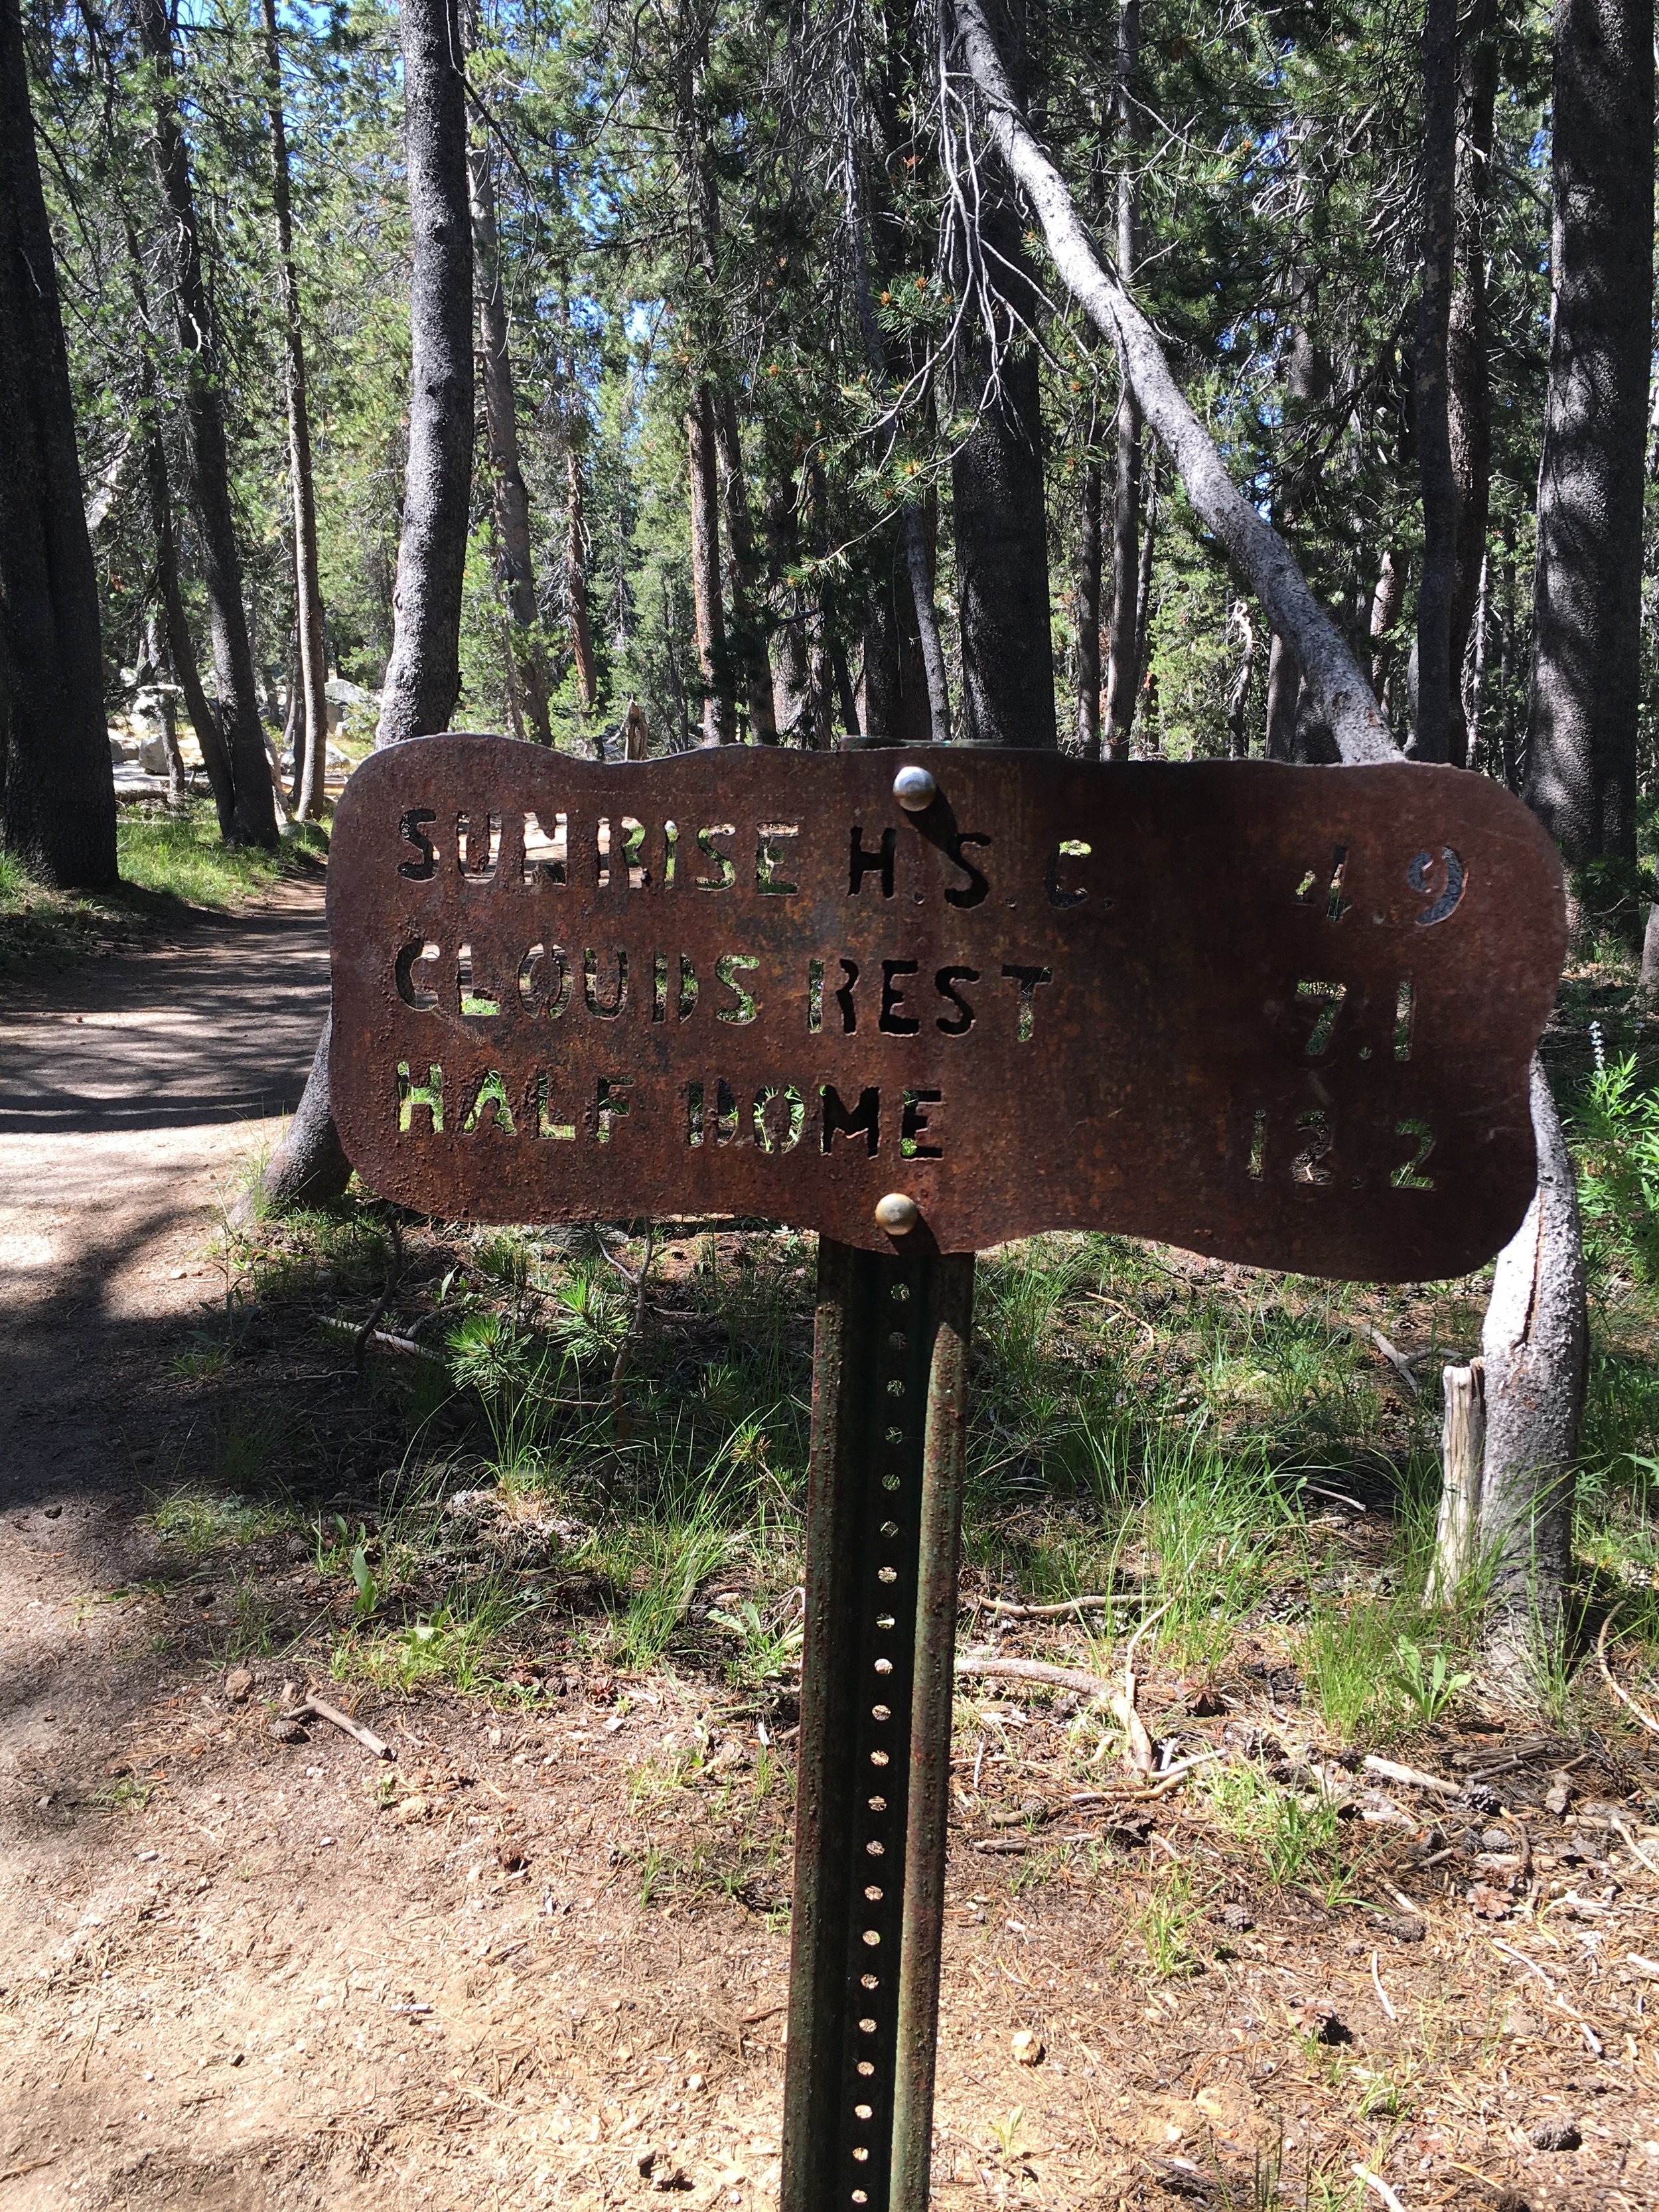 SUNRISE H.S.C. 4.9
CLOUDS REST 7.1
HALF DOME 12.2